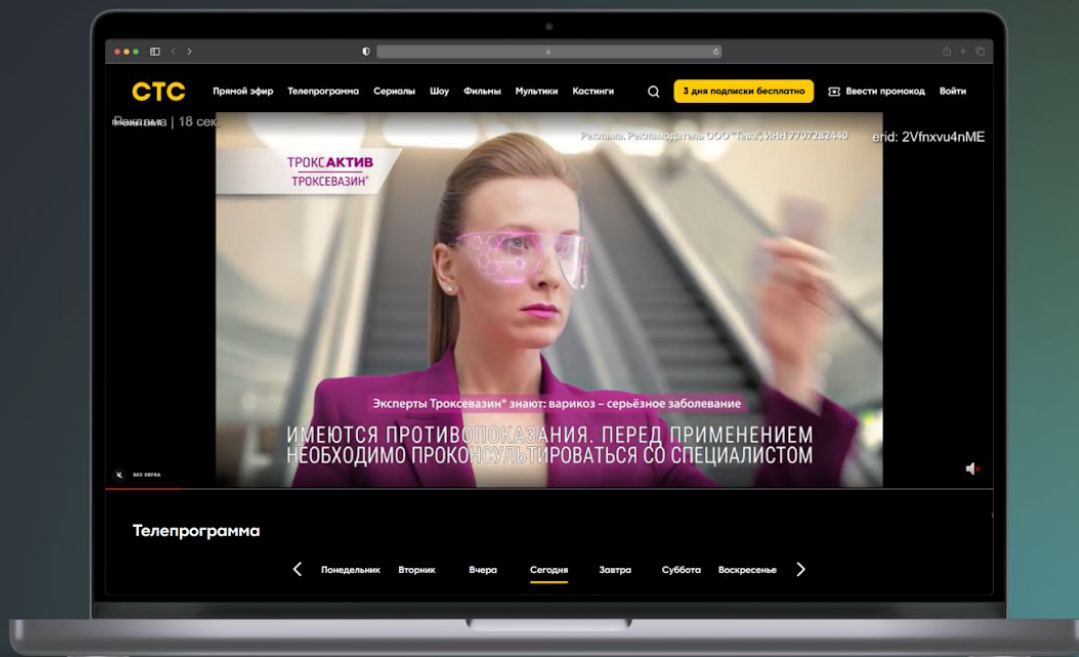 СТС
Прямой эфир Телепрограмма Сериалы Шоу Фильмы Мультики Кастинги 3 дня подписки бесплатно Ввести промокод Войти
Реклама | 18 сек.
Реклама. Рекламодатель ООО "Тева", ИНН 7707282440
erid: 2Vfnxvu4nME
ТРОКСАКТИВ
ТРОКСЕВАЗИН®
Эксперты Троксевазин® знают: варикоз – серьёзное заболевание
ИМЕЮТСЯ ПРОТИВОПОКАЗАНИЯ. ПЕРЕД ПРИМЕНЕНИЕМ
НЕОБХОДИМО ПРОКОНСУЛЬТИРОВАТЬСЯ СО СПЕЦИАЛИСТОМ
БЕЗ ЗВУКА
Телепрограмма
Понедельник Вторник Вчера Сегодня Завтра Суббота Воскресенье